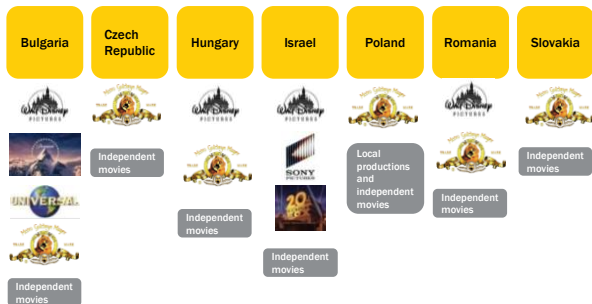 Bulgaria
Czech
Republic
Hungary
Israel
Poland
Romania
Slovakia
WALT DISNEY
PICTURES
UNIVERSAL
Independent
movies
Independent
movies
WALT DISNEY
PICTURES
Independent
movies
WALT DISNEY
PICTURES
SONY
PICTURES
20
Independent
movies
Local
productions
and
independent
movies
WALT DISNEY
PICTURES
Independent
movies
Independent
movies